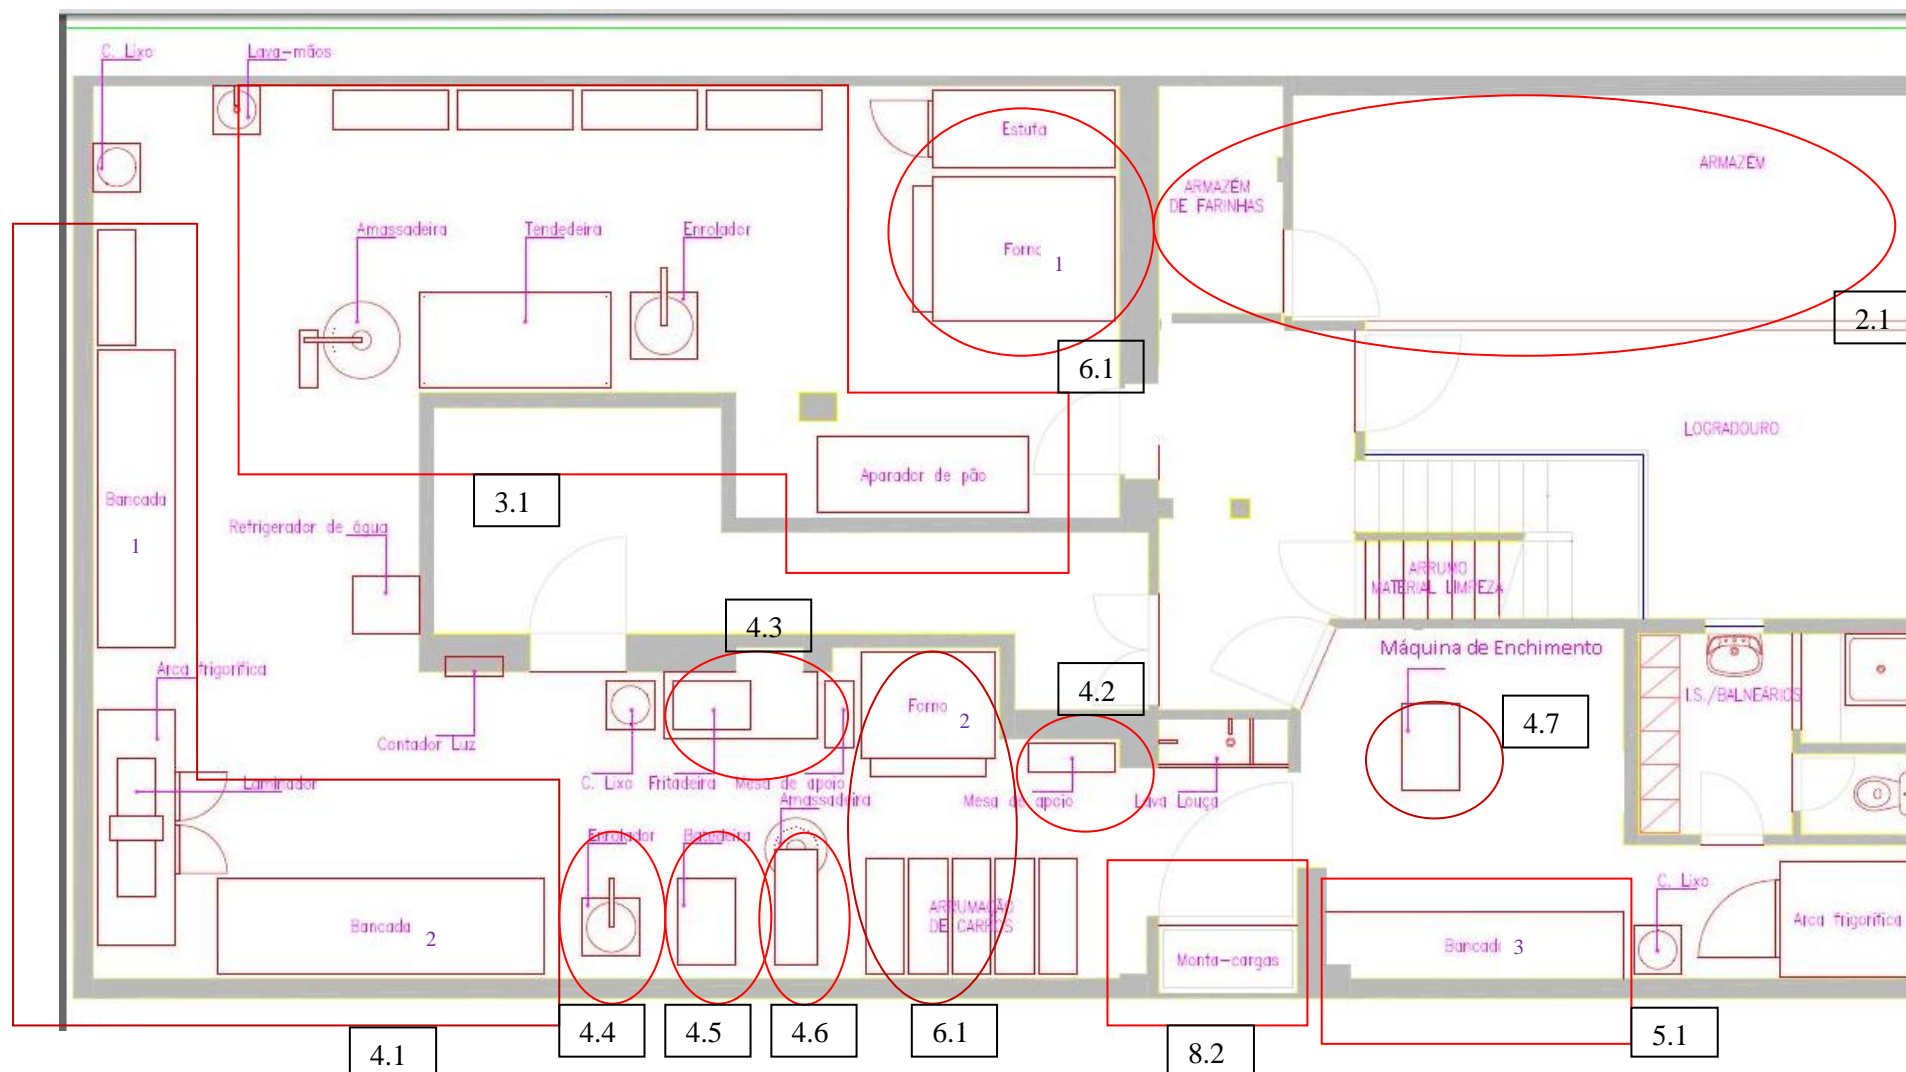 C. Lixo
Lava-mãos
Estufa
ARMAZÉM
ARMAZÉM
DE FARINHAS
Amassadeira
Tendedeira
Enrolador
Forno
1
2.1
6.1
LOGRADOURO
Aparador de pão
3.1
Bancada
1
Refrigerador de água
ARRUMO
MATERIAL LIMPEZA
4.3
Máquina de Enchimento
Arca frigorífica
4.2
I.S./BALNEÁRIOS
Forno
2
4.7
Contador Luz
Laminador
C. Lixo
Fritadeira
Mesa de apoio
Amassadeira
Mesa de apoio
Lava Louça
Enrolador
Batedeira
C. Lixo
ARRUMAÇÃO
DE CARROS
Bancada
2
Monta-cargas
Bancada
3
Arca frigorífica
4.4
4.5
4.6
6.1
5.1
4.1
8.2